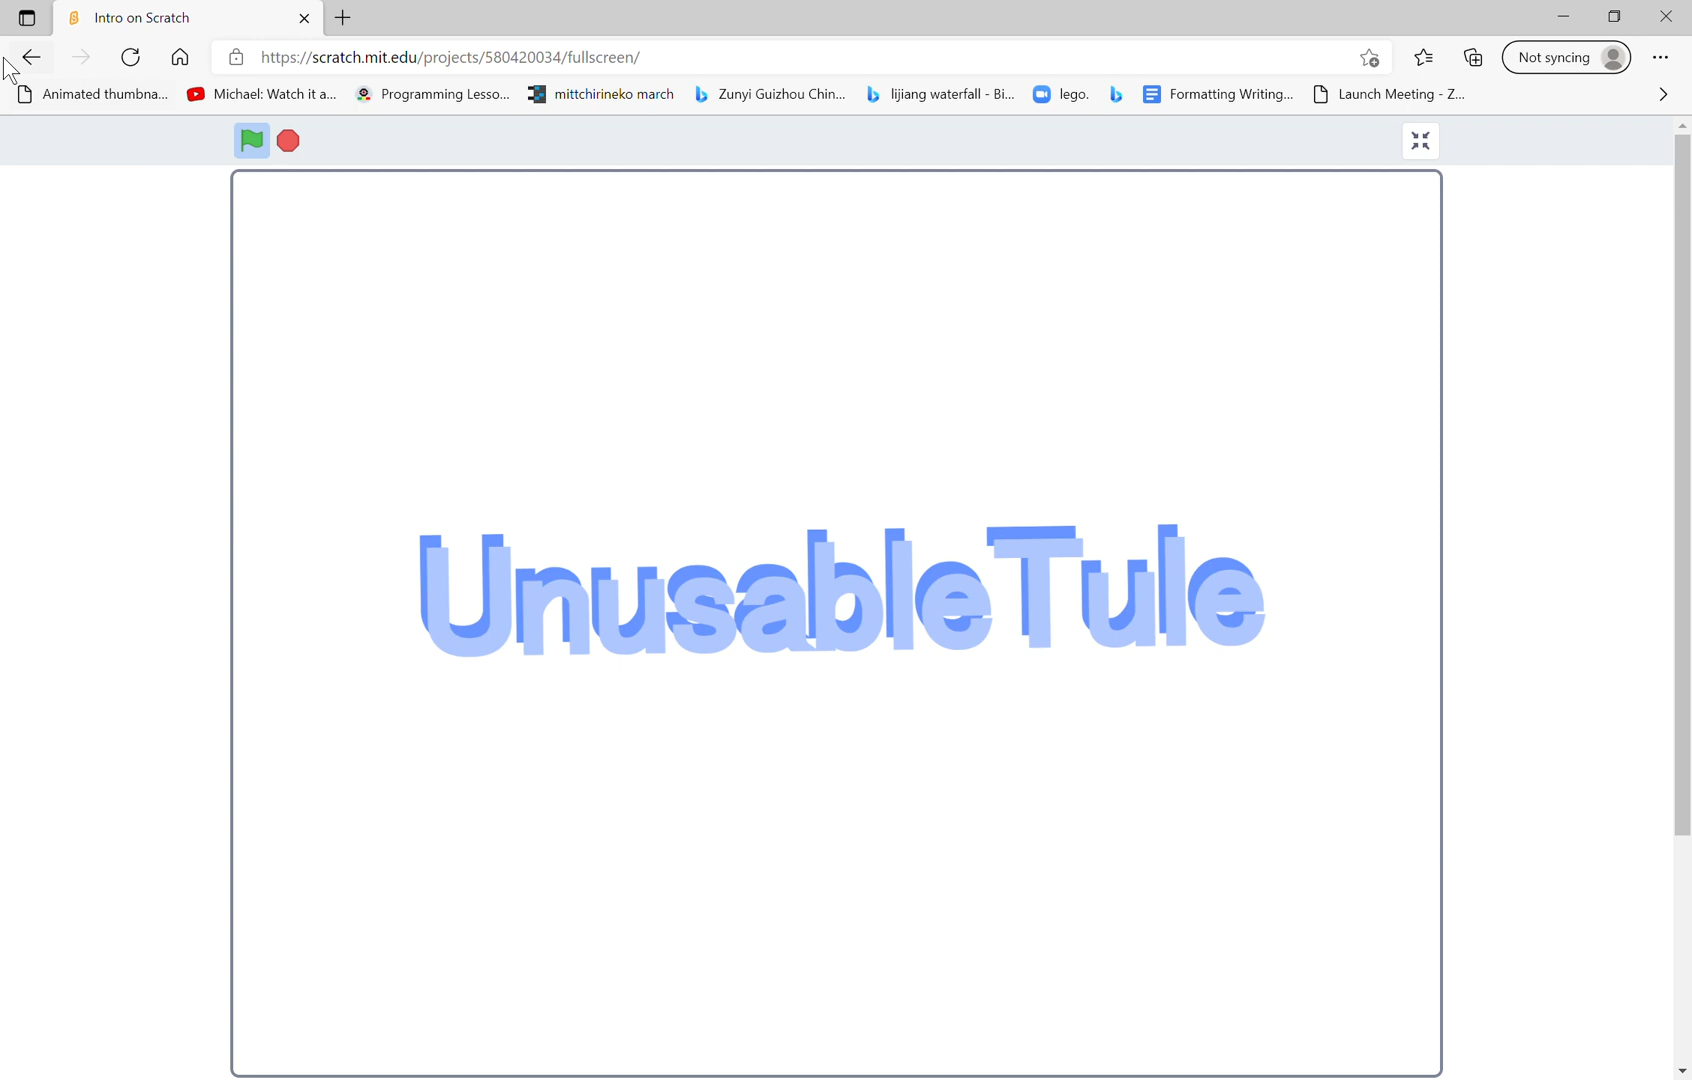 Intro on Scratch
https://scratch.mit.edu/projects/580420034/fullscreen/
Not syncing
Animated thumbna... Michael: Watch it a... Programming Lesso... mittchirineko march Zunyi Guizhou Chin... lijiang waterfall - Bi... lego. Formatting Writing... Launch Meeting - Z...
UnusableTule